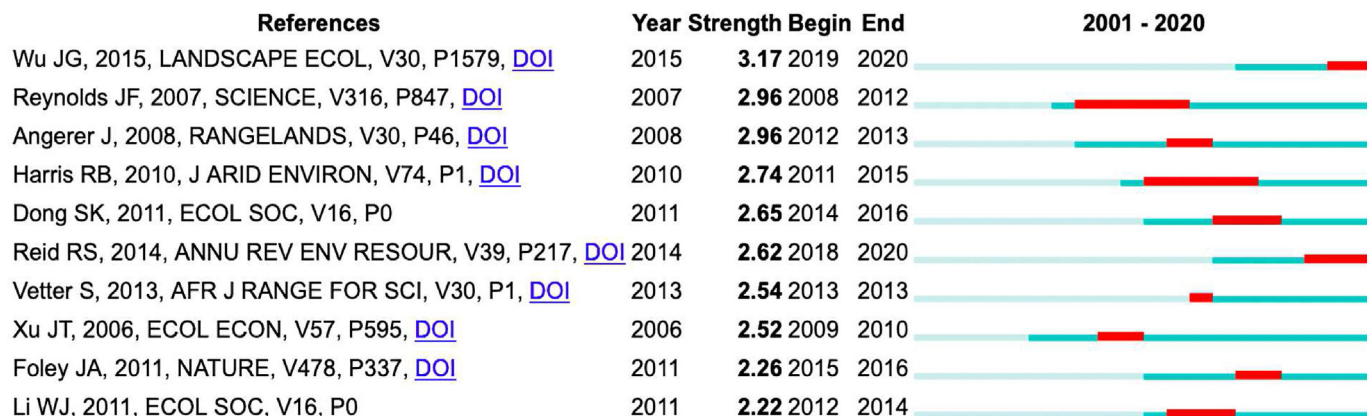 References Year Strength Begin End 2001 - 2020
Wu JG, 2015, LANDSCAPE ECOL, V30, P1579, DOI 2015 3.17 2019 2020
Reynolds JF, 2007, SCIENCE, V316, P847, DOI 2007 2.96 2008 2012
Angerer J, 2008, RANGELANDS, V30, P46, DOI 2008 2.96 2012 2013
Harris RB, 2010, J ARID ENVIRON, V74, P1, DOI 2010 2.74 2011 2015
Dong SK, 2011, ECOL SOC, V16, P0 2011 2.65 2014 2016
Reid RS, 2014, ANNU REV ENV RESOUR, V39, P217, DOI 2014 2.62 2018 2020
Vetter S, 2013, AFR J RANGE FOR SCI, V30, P1, DOI 2013 2.54 2013 2013
Xu JT, 2006, ECOL ECON, V57, P595, DOI 2006 2.52 2009 2010
Foley JA, 2011, NATURE, V478, P337, DOI 2011 2.26 2015 2016
Li WJ, 2011, ECOL SOC, V16, P0 2011 2.22 2012 2014